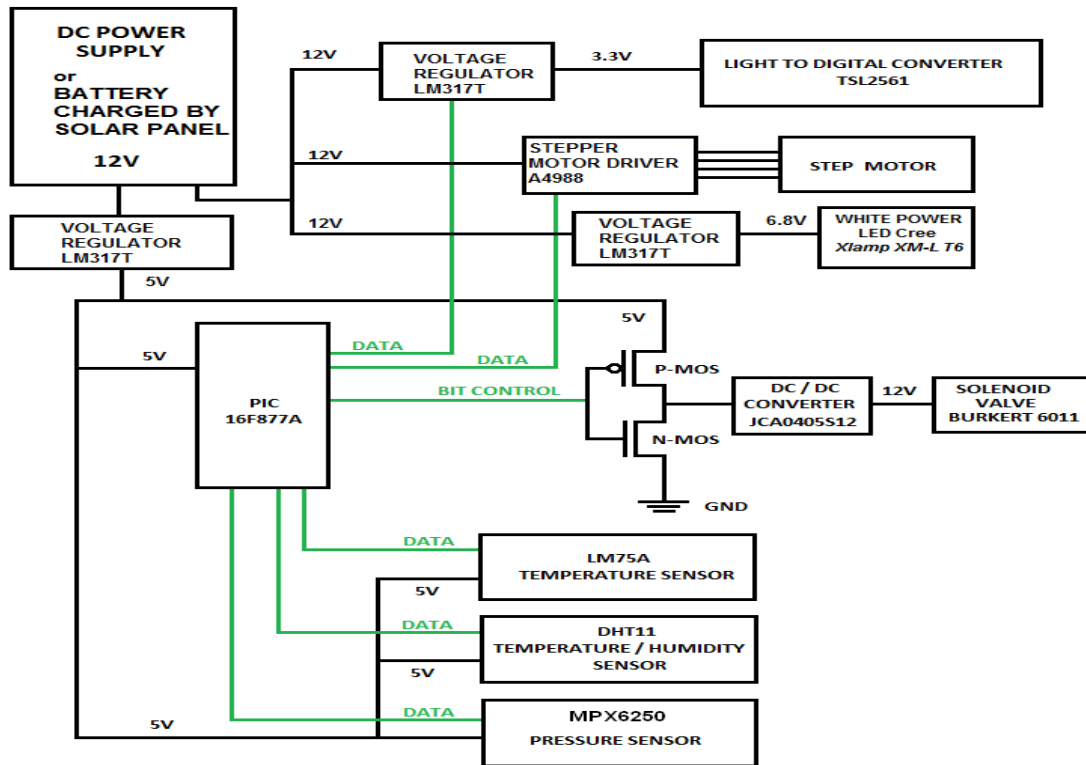 DC POWER
SUPPLY
or
BATTERY
CHARGED BY
SOLAR PANEL
12V
VOLTAGE
REGULATOR
LM317T
5V
12V
VOLTAGE
REGULATOR
LM317T
3.3V
LIGHT TO DIGITAL CONVERTER
TSL2561
12V
STEPPER
MOTOR DRIVER
A4988
STEP MOTOR
12V
VOLTAGE
REGULATOR
LM317T
6.8V
WHITE POWER
LED Cree
Xlamp XM-L T6
5V
PIC
16F877A
DATA
DATA
BIT CONTROL
5V
P-MOS
N-MOS
GND
DC / DC
CONVERTER
JCA0405S12
12V
SOLENOID
VALVE
BURKERT 6011
DATA
LM75A
TEMPERATURE SENSOR
5V
DATA
DHT11
TEMPERATURE / HUMIDITY
SENSOR
5V
DATA
5V
MPX6250
PRESSURE SENSOR